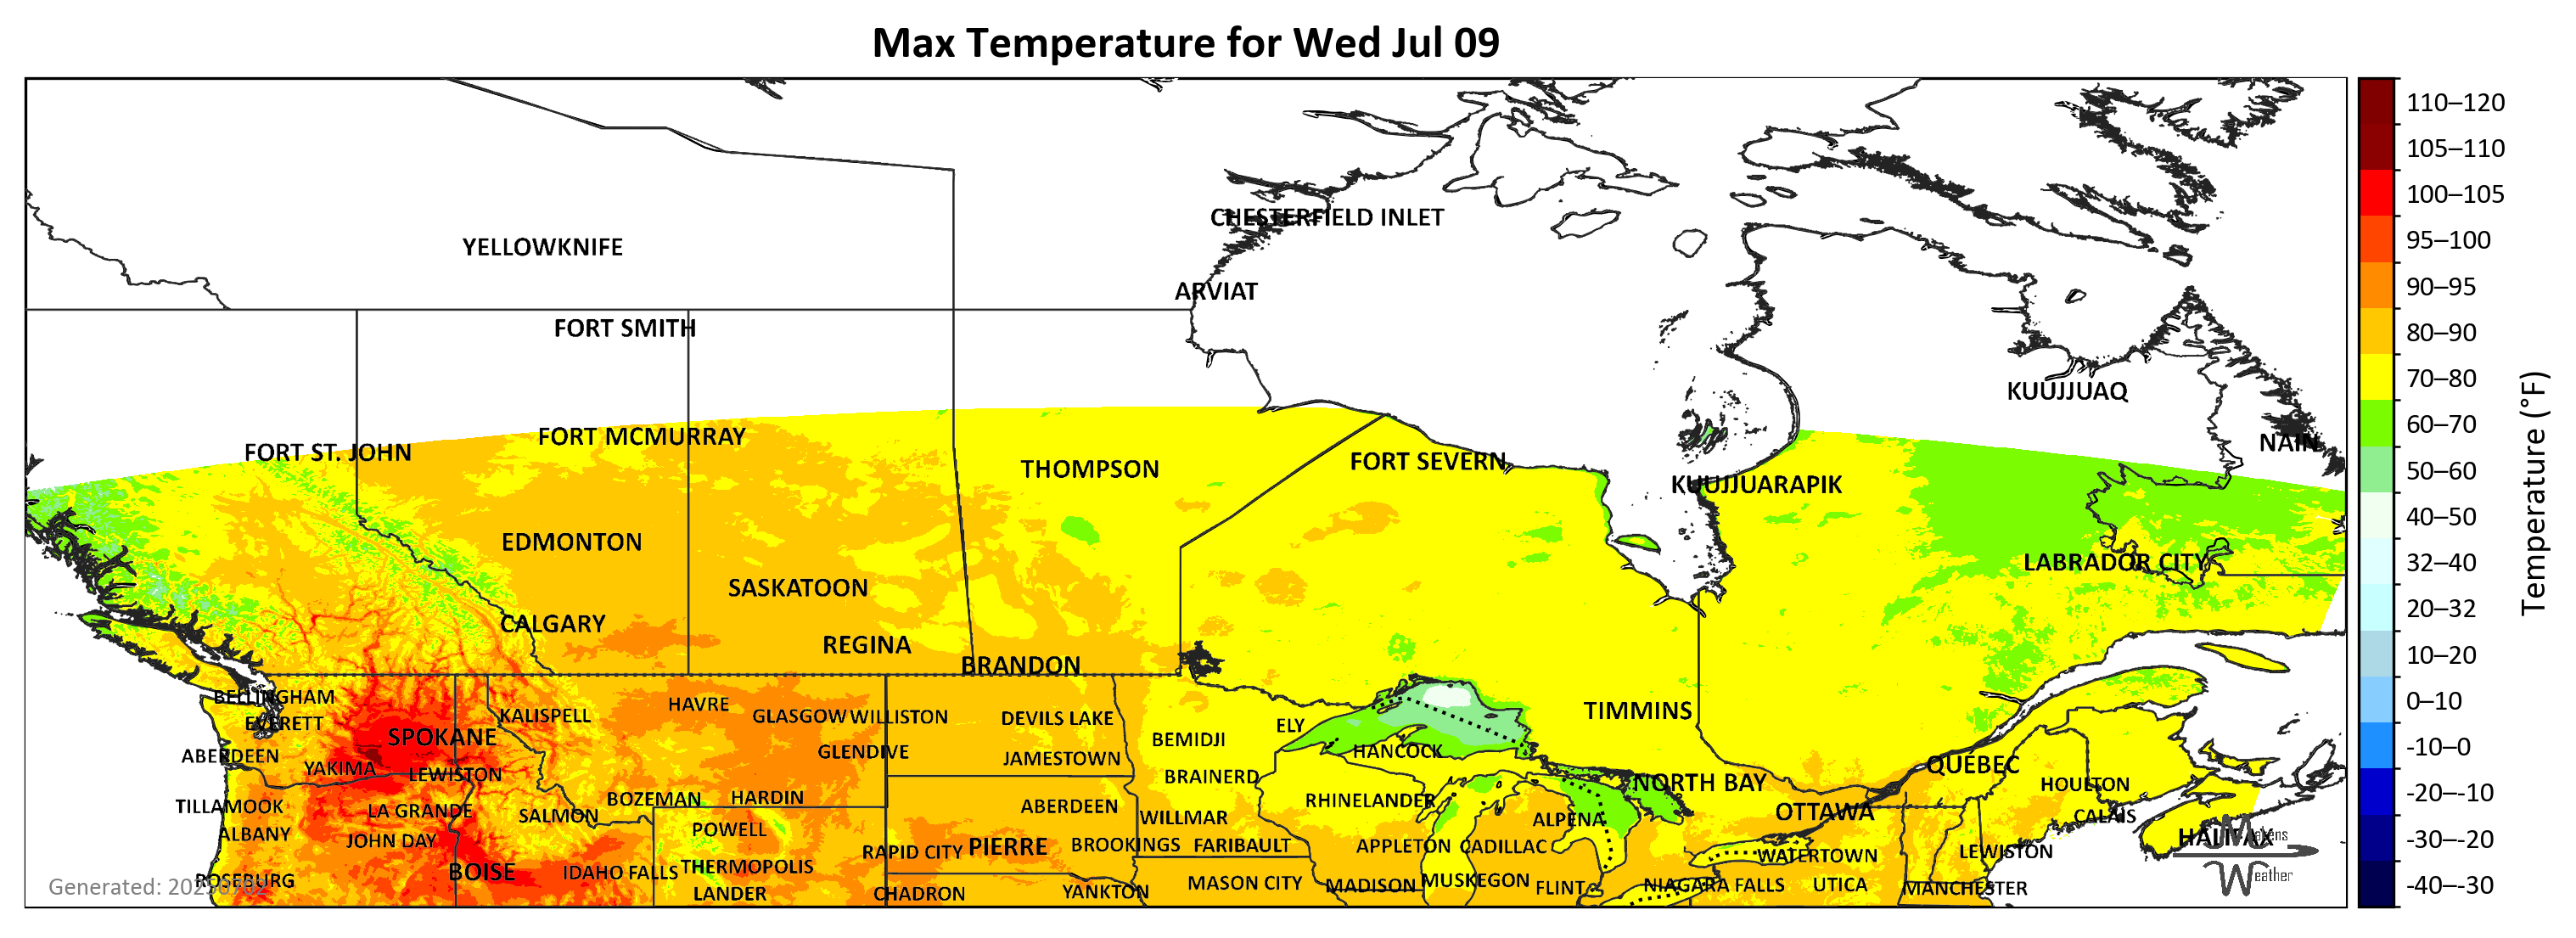 Max Temperature for Wed Jul 09
CHESTERFIELD INLET
YELLOWKNIFE
ARVIAT
FORT SMITH
KUUJJUAQ
FORT MCMURRAY
NAIN
FORT ST. JOHN
THOMPSON
FORT SEVERN
KUUJJUARAPIK
EDMONTON
LABRADOR CITY
SASKATOON
CALGARY
REGINA
BRANDON
BELLINGHAM
HAVRE
KALISPELL
GLASGOW
WILLISTON
DEVILS LAKE
TIMMINS
EVERETT
ELY
SPOKANE
BEMIDJI
GLENDIVE
HANCOCK
ABERDEEN
JAMESTOWN
YAKIMA
LEWISTON
BRAINERD
QUÉBEC
NORTH BAY
HOULTON
TILLAMOOK
LA GRANDE
BOZEMAN
HARDIN
ABERDEEN
RHINELANDER
OTTAWA
SALMON
WILLMAR
ALPENA
CALAIS
ALBANY
JOHN DAY
POWELL
HALIFAX
Makens
Weather
RAPID CITY
PIERRE
BROOKINGS
FARIBAULT
APPLETON
CADILLAC
WATERTOWN
LEWISTON
BOISE
IDAHO FALLS
THERMOPOLIS
ROSEBURG
LANDER
CHADRON
YANKTON
MASON CITY
MADISON
MUSKEGON
FLINT
NIAGARA FALLS
UTICA
MANCHESTER
Generated: 20250702
110–120
105–110
100–105
95–100
90–95
80–90
70–80
60–70
50–60
40–50
32–40
20–32
10–20
0–10
-10–0
-20–-10
-30–-20
-40–-30
Temperature (°F)